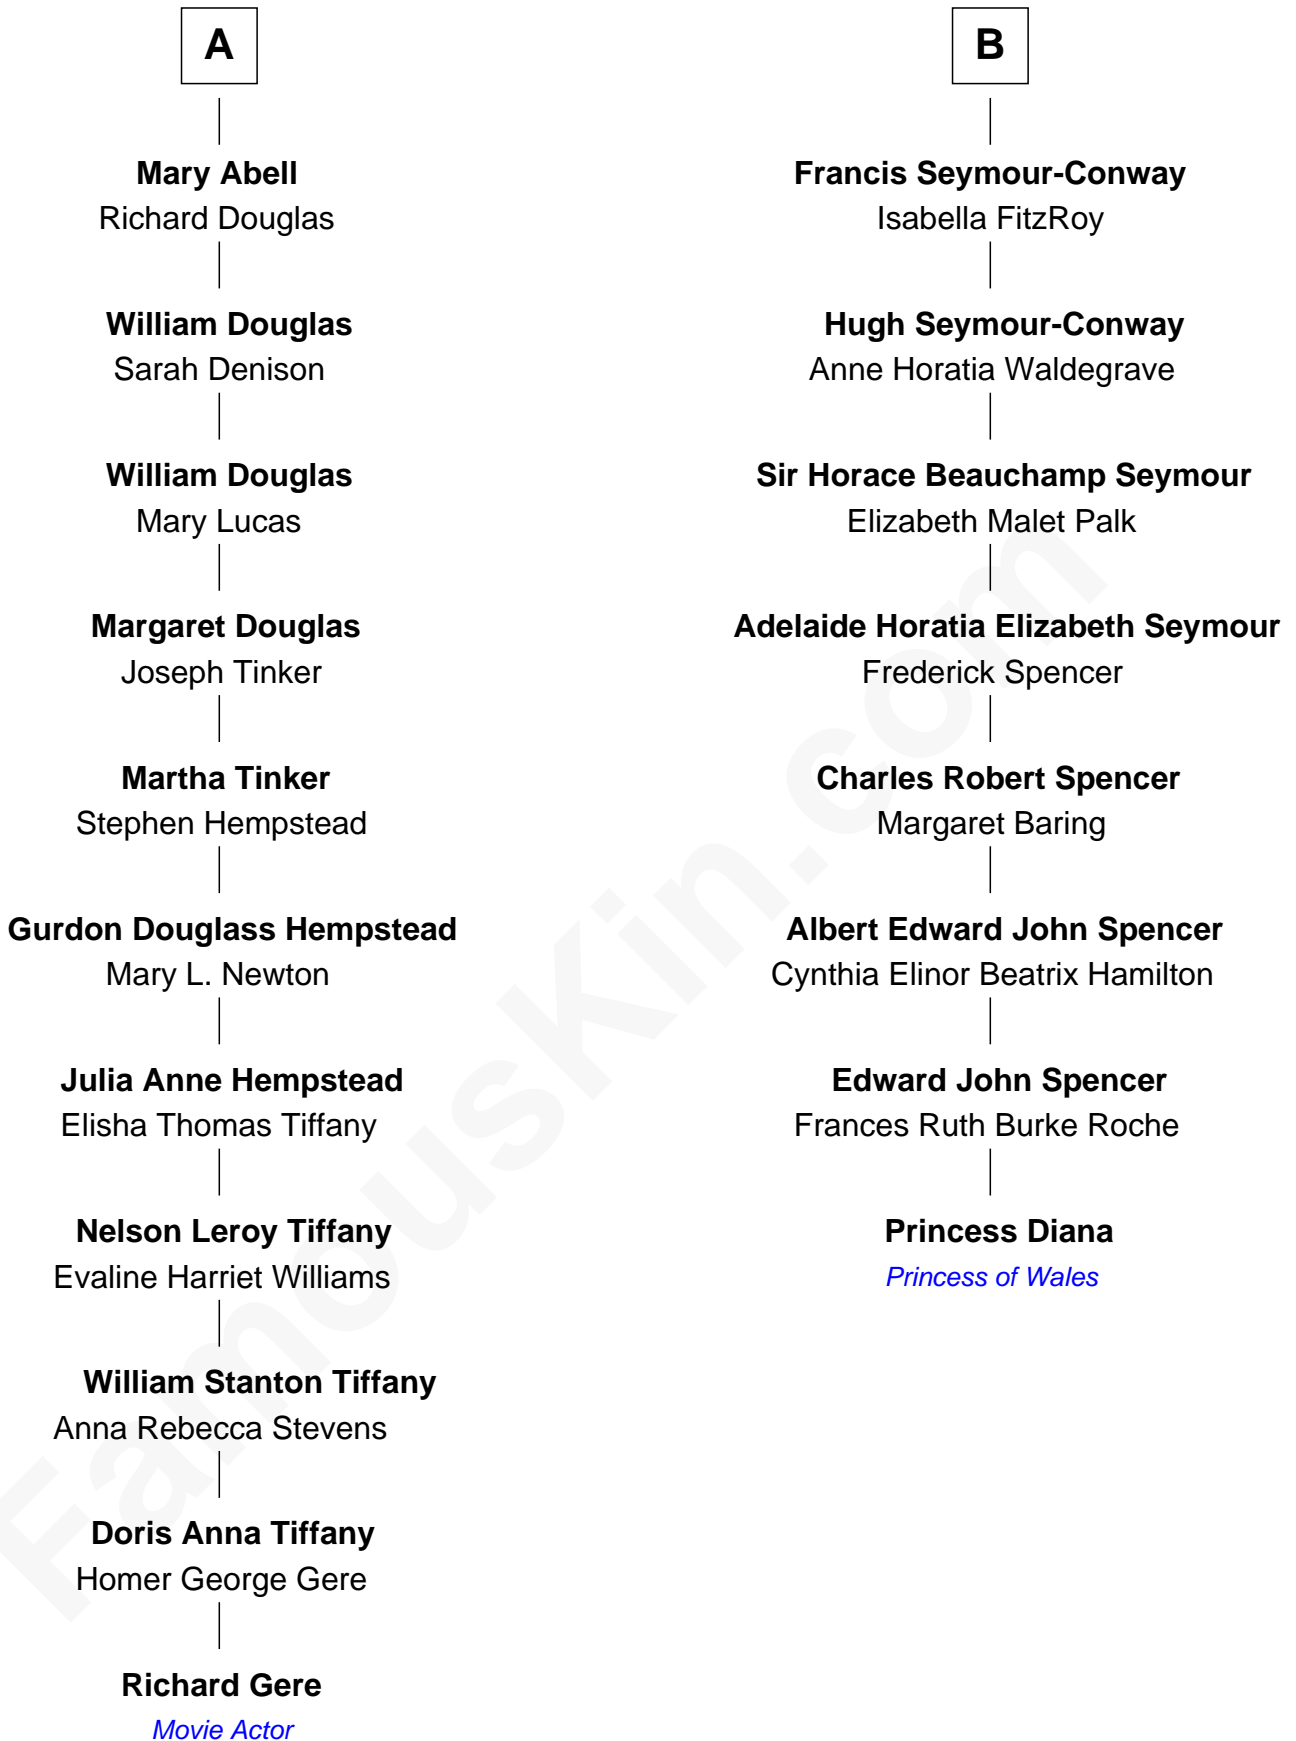 A
Mary Abell
Richard Douglas
William Douglas
Sarah Denison
William Douglas
Mary Lucas
Margaret Douglas
Joseph Tinker
Martha Tinker
Stephen Hempstead
Gurdon Douglass Hempstead
Mary L. Newton
Julia Anne Hempstead
Elisha Thomas Tiffany
Nelson Leroy Tiffany
Evaline Harriet Williams
William Stanton Tiffany
Anna Rebecca Stevens
Doris Anna Tiffany
Homer George Gere
Richard Gere
Movie Actor
B
Francis Seymour-Conway
Isabella FitzRoy
Hugh Seymour-Conway
Anne Horatia Waldegrave
Sir Horace Beauchamp Seymour
Elizabeth Malet Palk
Adelaide Horatia Elizabeth Seymour
Frederick Spencer
Charles Robert Spencer
Margaret Baring
Albert Edward John Spencer
Cynthia Elinor Beatrix Hamilton
Edward John Spencer
Frances Ruth Burke Roche
Princess Diana
Princess of Wales
FamousKin.com